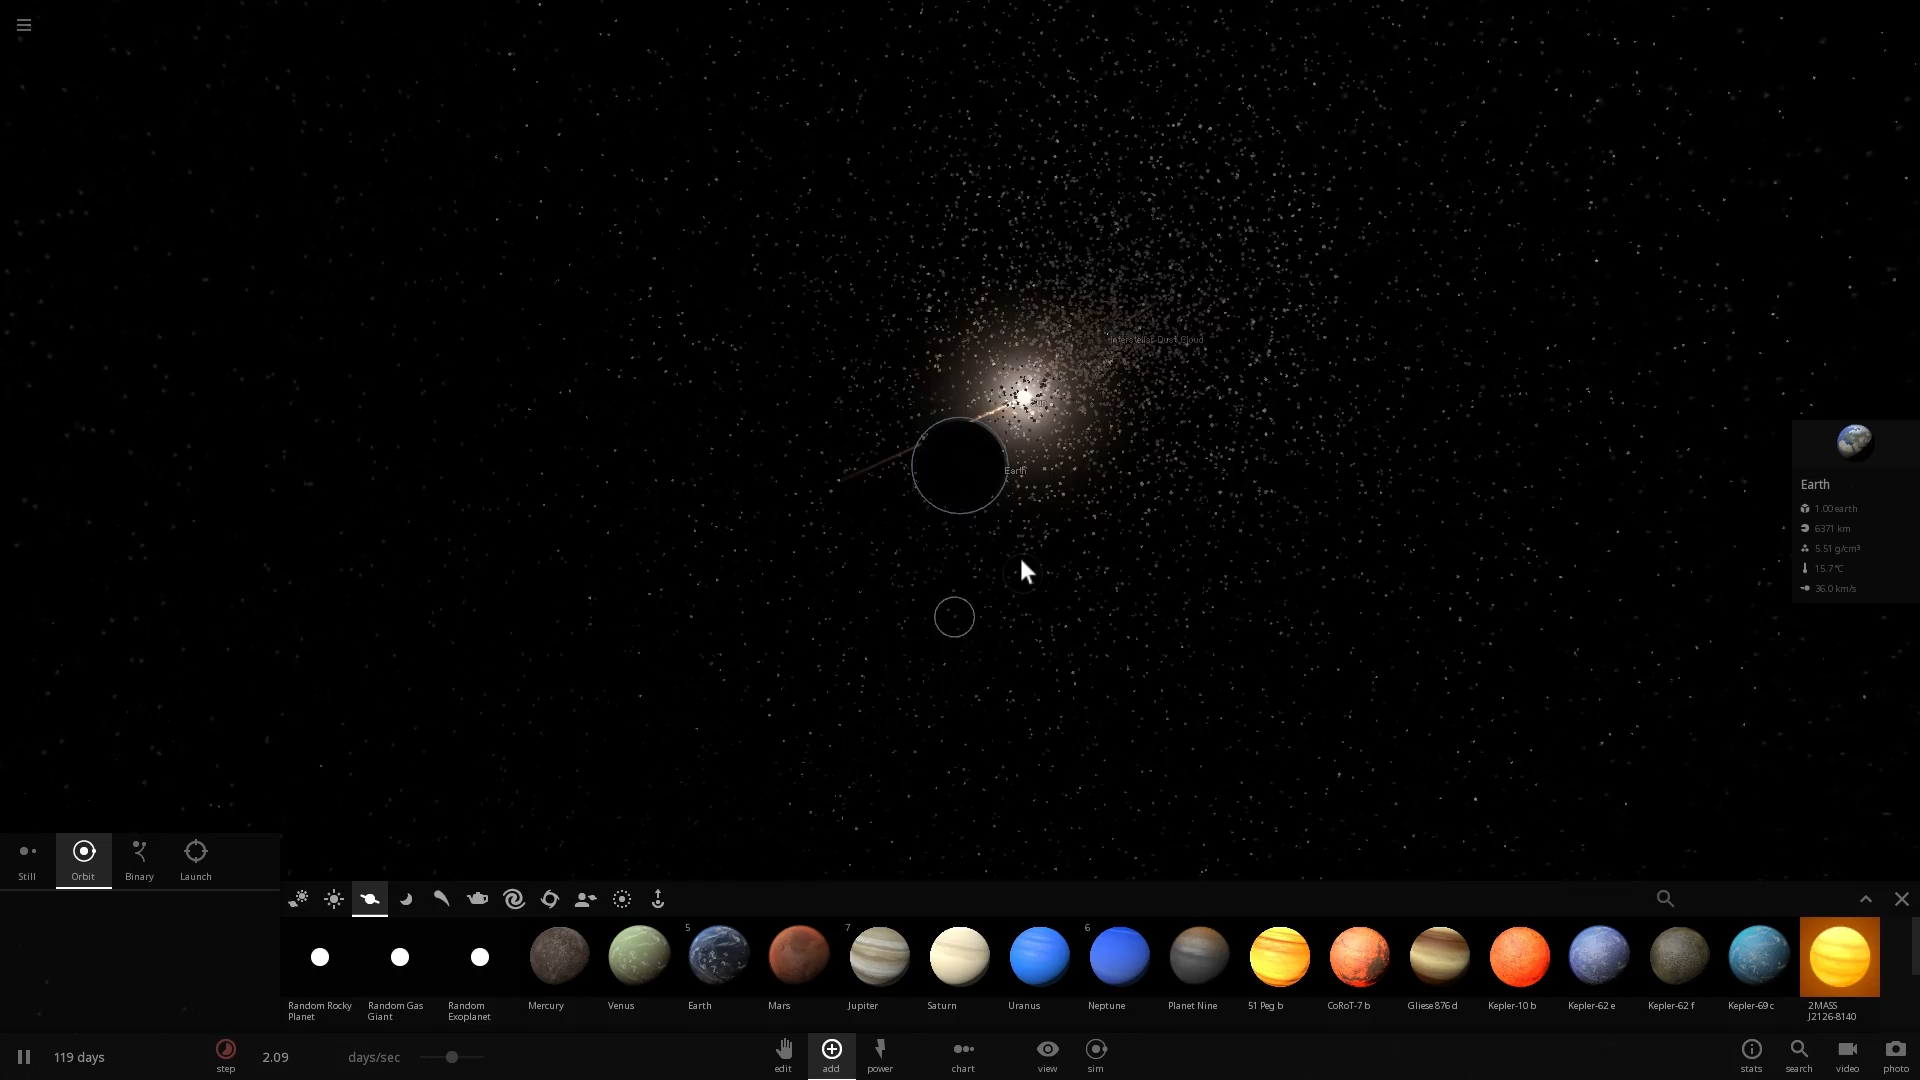 Interstellar Dust Cloud
Earth
Earth
1.00 earth
6371 km
5.51 g/cm³
15.7 °C
36.0 km/s
Still
Orbit
Binary
Launch
5
7
6
Random Rocky Planet
Random Gas Giant
Random Exoplanet
Mercury
Venus
Earth
Mars
Jupiter
Saturn
Uranus
Neptune
Planet Nine
51 Peg b
CoRoT-7 b
Gliese 876 d
Kepler-10 b
Kepler-62 e
Kepler-62 f
Kepler-69 c
2MASS J2126-8140
119 days
step
2.09
days/sec
edit
add
power
chart
view
sim
stats
search
video
photo